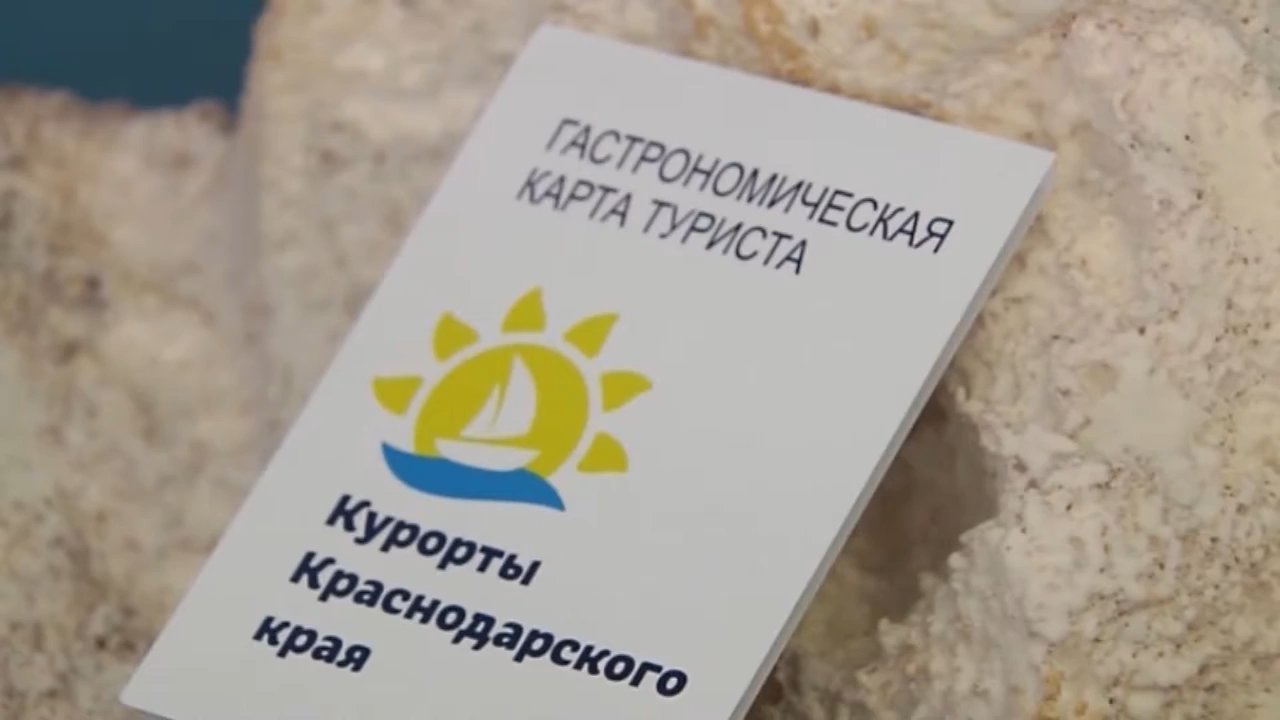 ГАСТРОНОМИЧЕСКАЯ
КАРТА ТУРИСТА
Курорты
Краснодарского
края